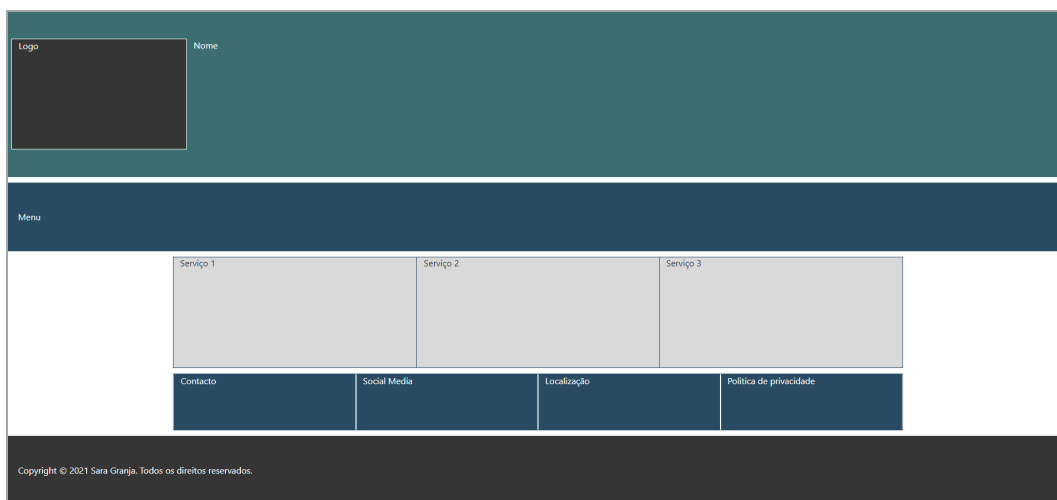 Logo
Nome
Menu
Serviço 1
Serviço 2
Serviço 3
Contacto
Social Media
Localização
Politica de privacidade
Copyright © 2021 Sara Granja. Todos os direitos reservados.